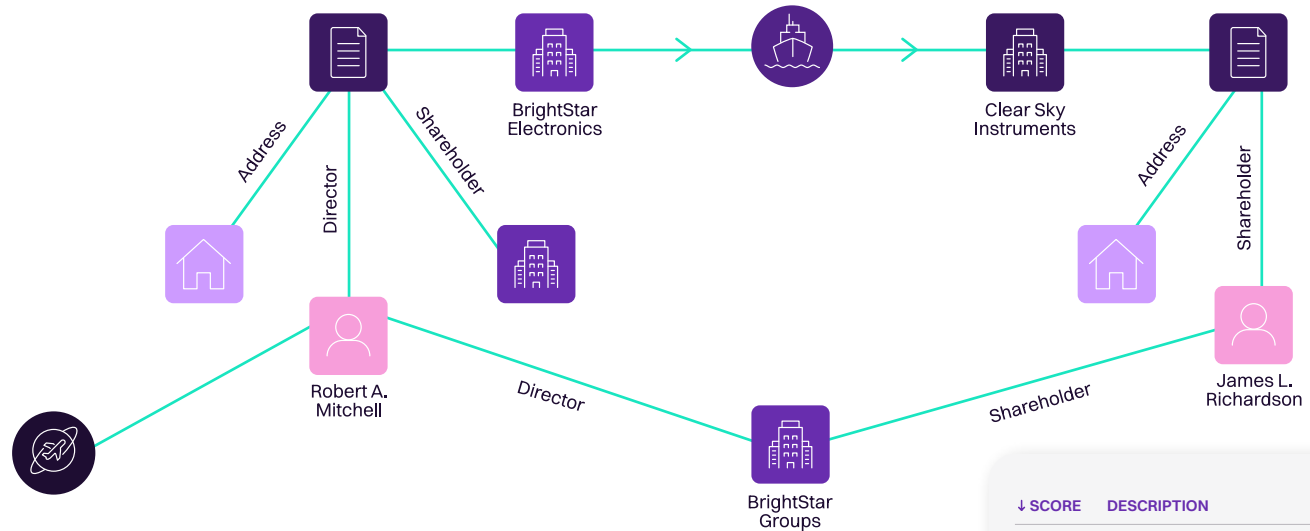 BrightStar
Electronics
Clear Sky
Instruments
Address
Director
Shareholder
Address
Shareholder
Robert A.
Mitchell
Director
Shareholder
James L.
Richardson
BrightStar
Groups
↓ SCORE DESCRIPTION